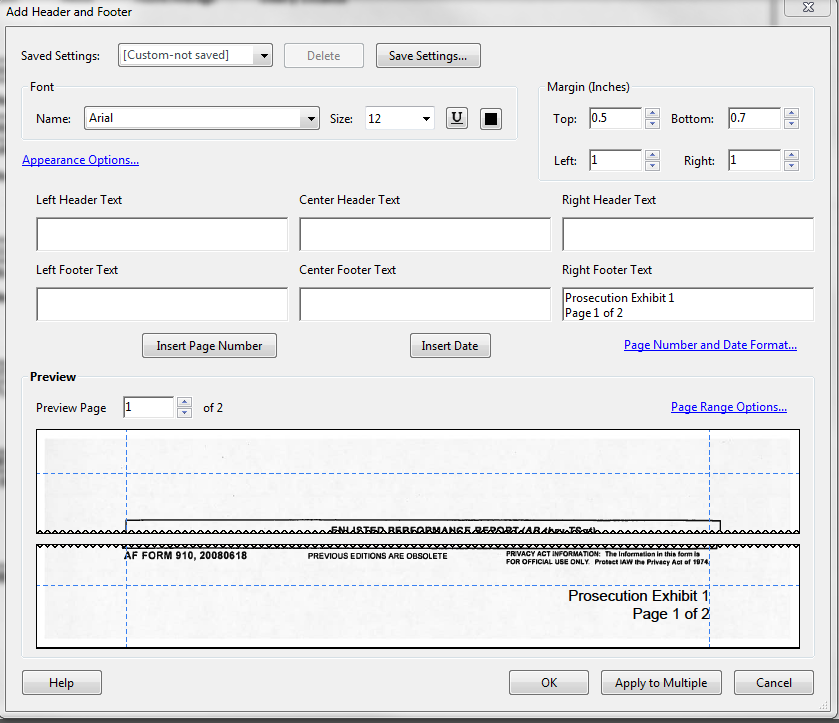 Add Header and Footer
Saved Settings: [Custom-not saved] Delete Save Settings...
Font
Name: Arial Size: 12 U
Margin (Inches)
Top: 0.5 Bottom: 0.7
Left: 1 Right: 1
Appearance Options...
Left Header Text Center Header Text Right Header Text
Left Footer Text Center Footer Text Right Footer Text
Prosecution Exhibit 1
Page 1 of 2
Insert Page Number Insert Date Page Number and Date Format...
Preview
Preview Page 1 of 2 Page Range Options...
ENLISTED PERFORMANCE REPORT (AB thru TSgt)
AF FORM 910, 20080618 PREVIOUS EDITIONS ARE OBSOLETE PRIVACY ACT INFORMATION: The information in this form is
FOR OFFICIAL USE ONLY. Protect IAW the Privacy Act of 1974.
Prosecution Exhibit 1
Page 1 of 2
Help OK Apply to Multiple Cancel